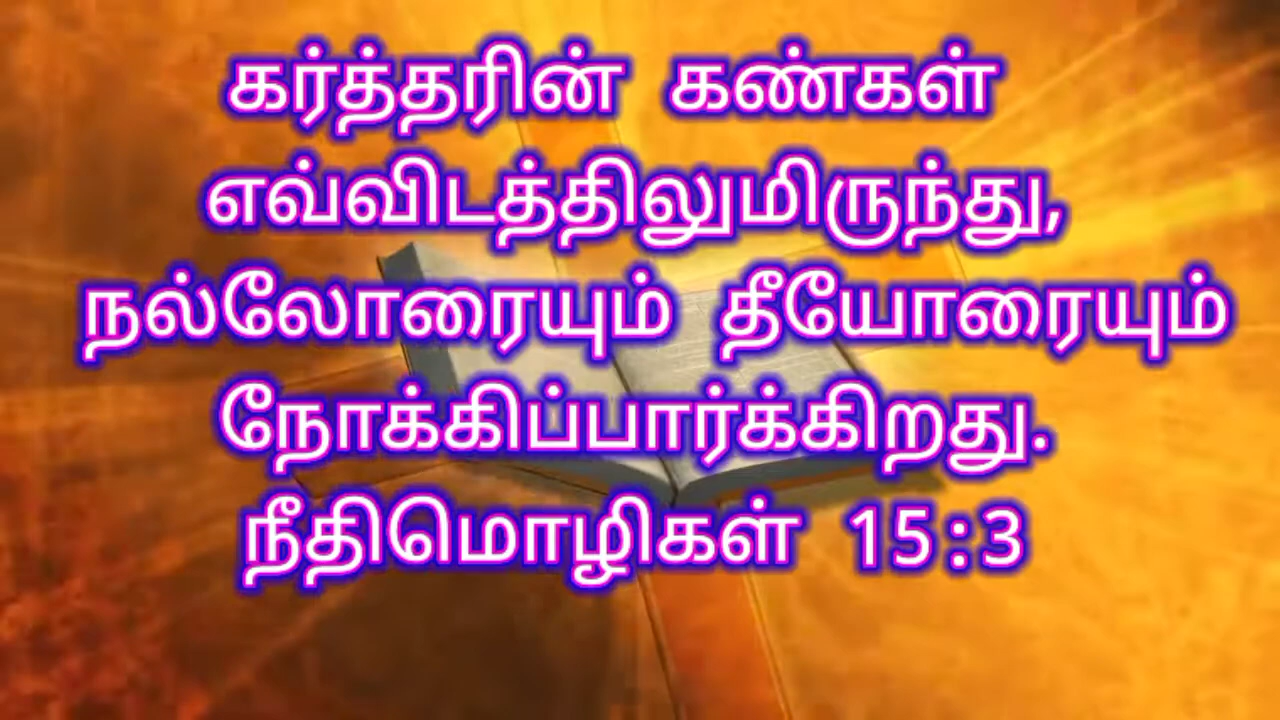 கர்த்தரின் கண்கள்
எவ்விடத்திலுமிருந்து,
நல்லோரையும் தீயோரையும்
நோக்கிப்பார்க்கிறது.
நீதிமொழிகள் 15:3